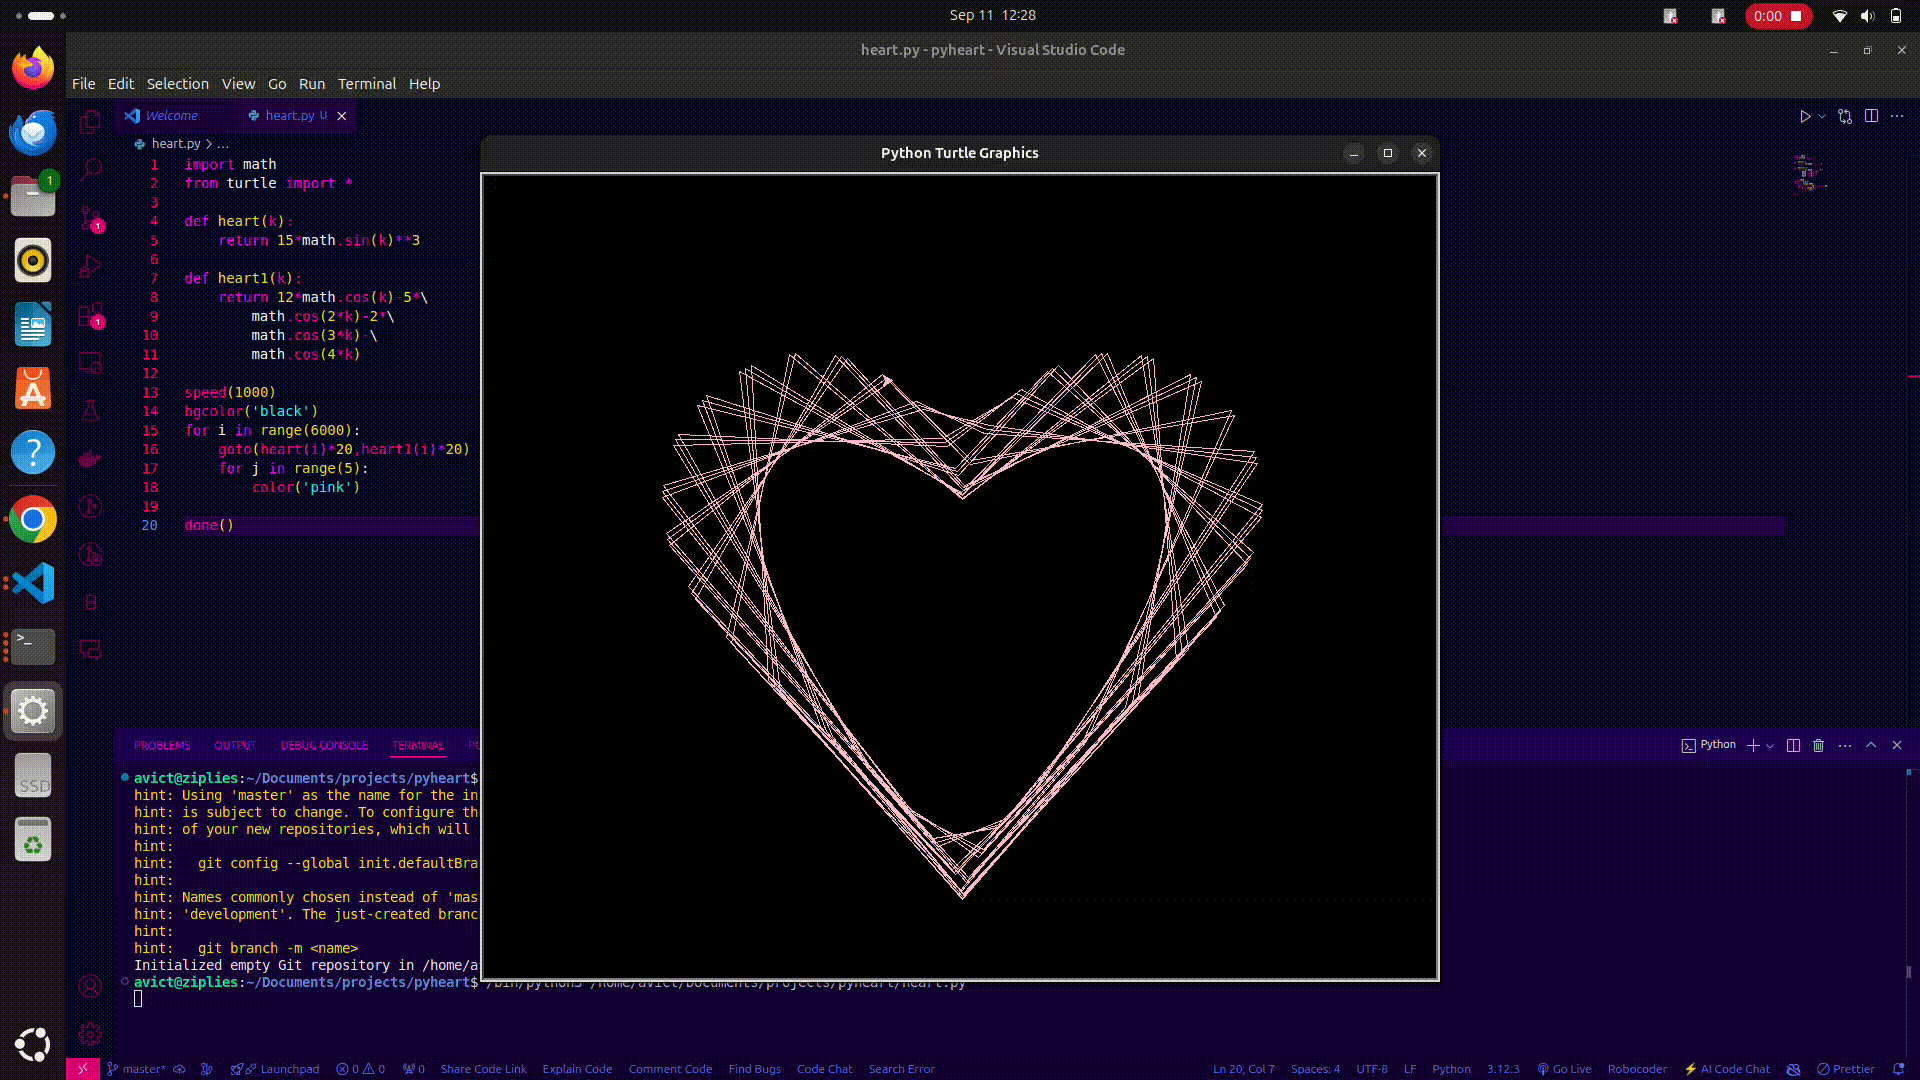 Sep 11 12:28
0:00
heart.py - pyheart - Visual Studio Code
File Edit Selection View Go Run Terminal Help
Welcome heart.py U
heart.py > ...
1 import math
2 from turtle import *
3
4 def heart(k):
5 return 15*math.sin(k)**3
6
7 def heart1(k):
8 return 12*math.cos(k)-5*\
9 math.cos(2*k)-2*\
10 math.cos(3*k)-\
11 math.cos(4*k)
12
13 speed(1000)
14 bgcolor('black')
15 for i in range(6000):
16 goto(heart(i)*20,heart1(i)*20)
17 for j in range(5):
18 color('pink')
19
20 done()
Python Turtle Graphics
PROBLEMS OUTPUT DEBUG CONSOLE TERMINAL
Python
avict@ziplies:~/Documents/projects/pyheart$
hint: Using 'master' as the name for the in
hint: is subject to change. To configure th
hint: of your new repositories, which will
hint:
hint: git config --global init.defaultBra
hint:
hint: Names commonly chosen instead of 'mas
hint: 'development'. The just-created branc
hint:
hint: git branch -m <name>
Initialized empty Git repository in /home/a
avict@ziplies:~/Documents/projects/pyheart$ /bin/python3 /home/avict/Documents/projects/pyheart/heart.py
SSD
master* Launchpad 0 0 0 Share Code Link Explain Code Comment Code Find Bugs Code Chat Search Error Ln 20, Col 7 Spaces: 4 UTF-8 LF Python 3.12.3 Go Live Robocoder AI Code Chat Prettier